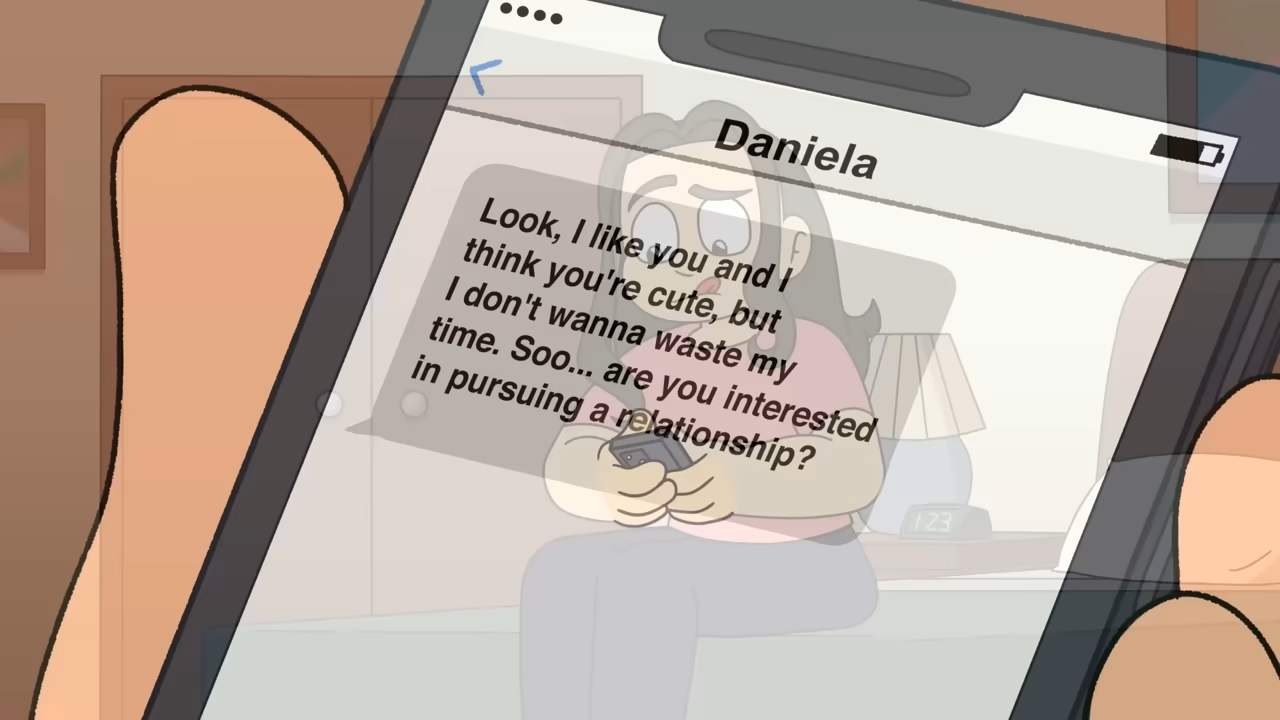 Daniela
Look, I like you and I
think you're cute, but
I don't wanna waste my
time. Soo... are you interested
in pursuing a relationship?
123